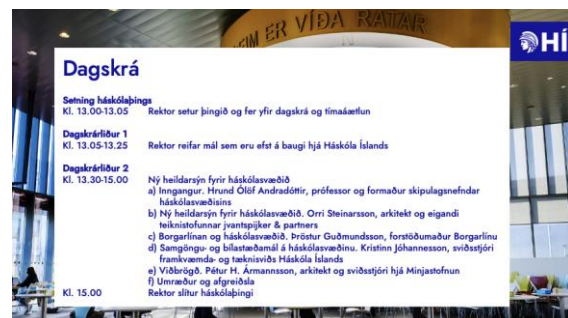 EIM ER VÍÐA RATAR
HÍ
Dagskrá
Setning háskólaþings
Kl. 13.00-13.05 Rektor setur þingið og fer yfir dagskrá og tímaáætlun
Dagskrárliður 1
Kl. 13.05-13.25 Rektor reifar mál sem eru efst á baugi hjá Háskóla Íslands
Dagskrárliður 2
Kl. 13.30-15.00 Ný heildarsýn fyrir háskólasvæðið
a) Inngangur. Hrund Ólöf Andradóttir, prófessor og formaður skipulagsnefndar
háskólasvæðisins
b) Ný heildarsýn fyrir háskólasvæðið. Orri Steinarsson, arkitekt og eigandi
teiknistofunnar jvantspijker & partners
c) Borgarlínan og háskólasvæðið. Þröstur Guðmundsson, forstöðumaður Borgarlínu
d) Samgöngu- og bílastæðamál á háskólasvæðinu. Kristinn Jóhannesson, sviðsstjóri
framkvæmda- og tæknisviðs Háskóla Íslands
e) Viðbrögð. Pétur H. Ármannsson, arkitekt og sviðsstjóri hjá Minjastofnun
f) Umræður og afgreiðsla
Kl. 15.00 Rektor slítur háskólaþingi